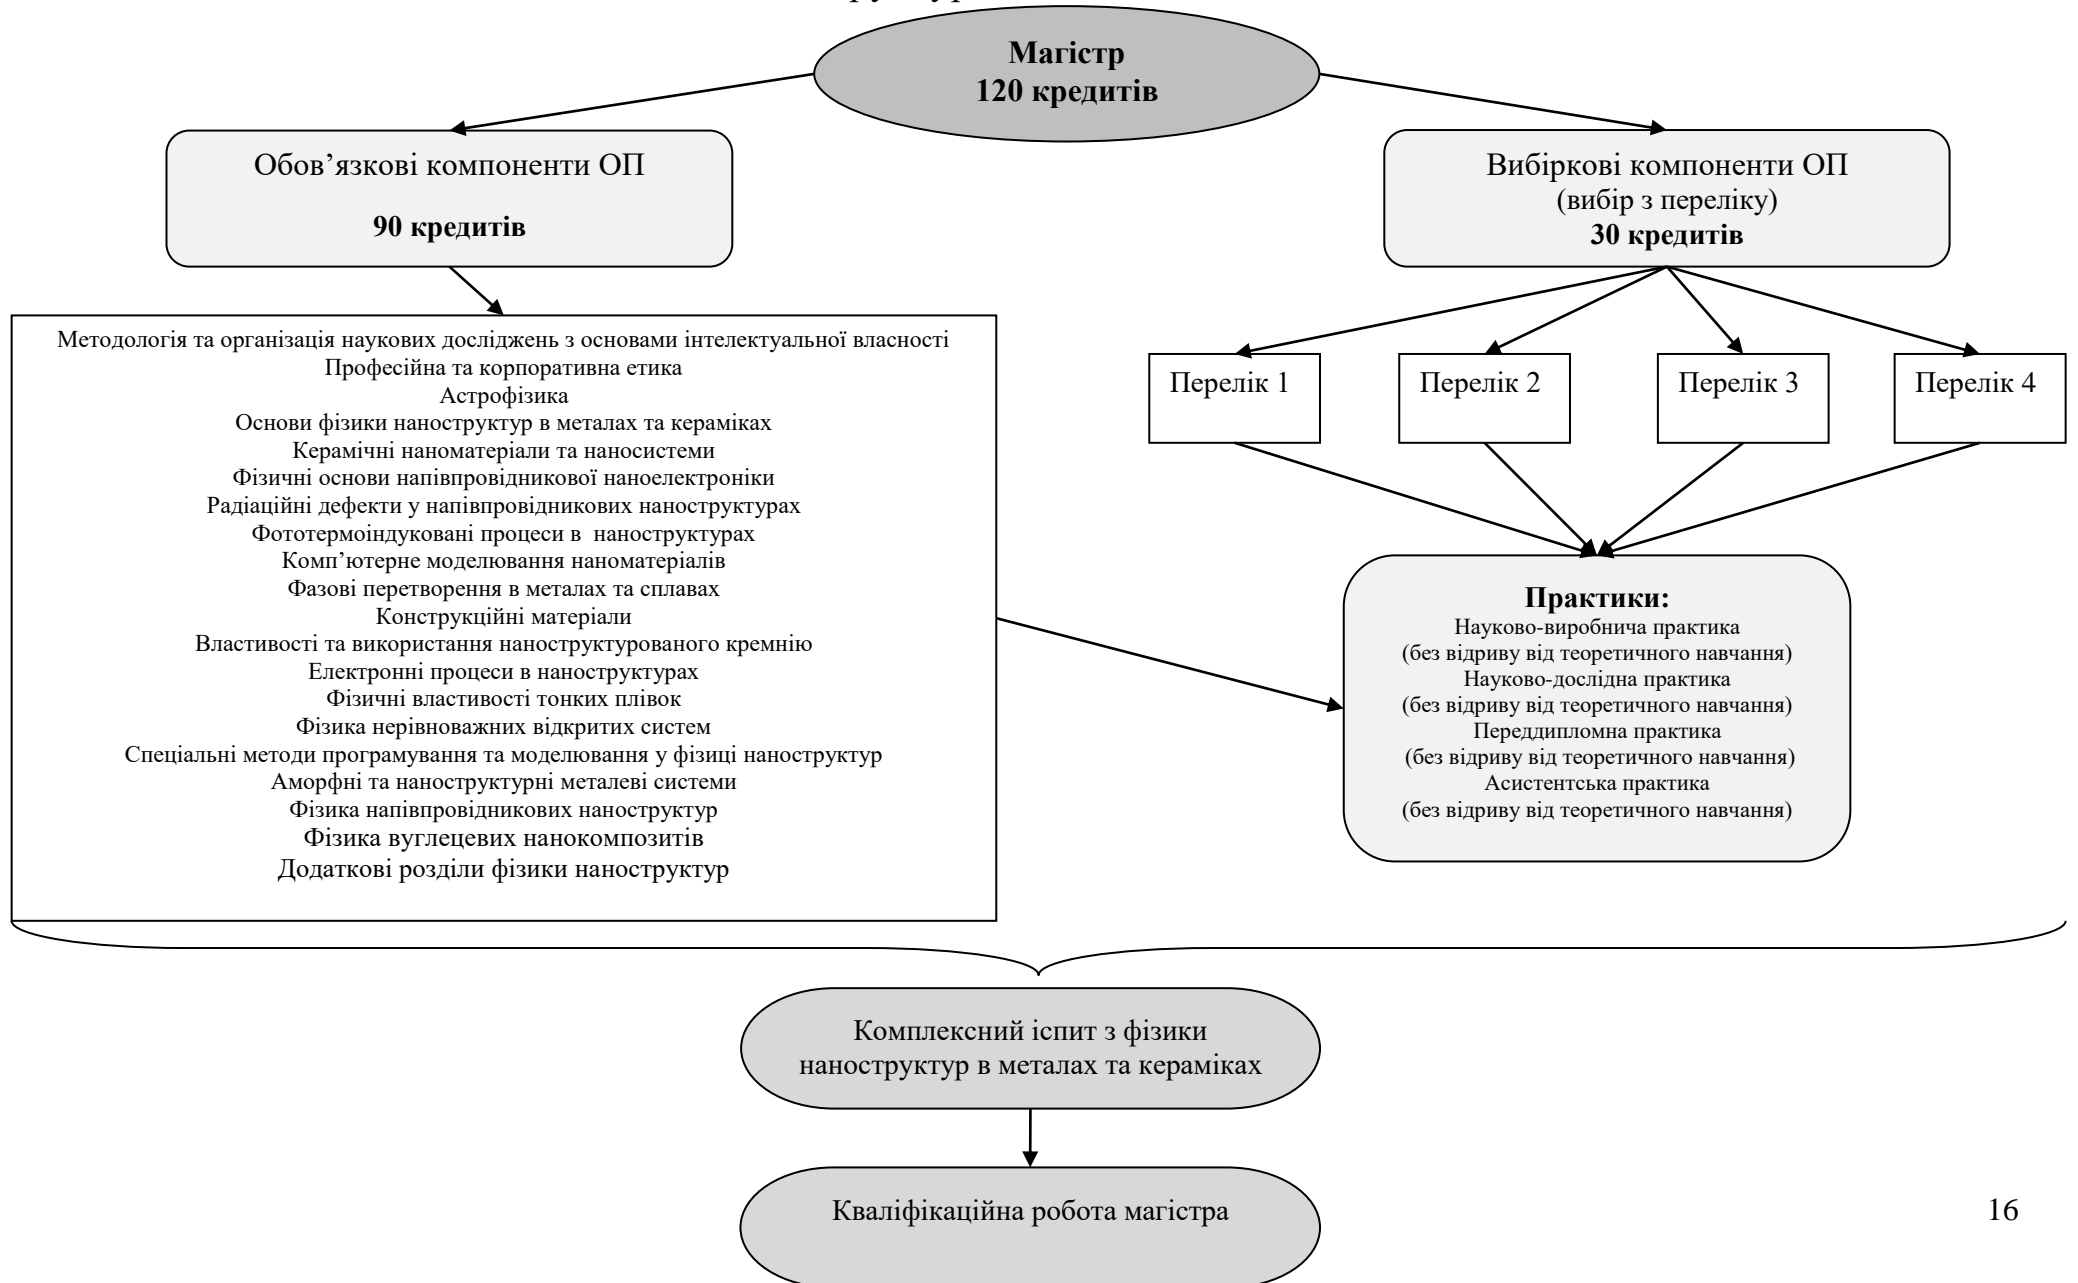 Магістр
120 кредитів
Обов’язкові компоненти ОП
90 кредитів
Вибіркові компоненти ОП
(вибір з переліку)
30 кредитів
Методологія та організація наукових досліджень з основами інтелектуальної власності
Професійна та корпоративна етика
Астрофізика
Основи фізики наноструктур в металах та кераміках
Керамічні наноматеріали та наносистеми
Фізичні основи напівпровідникової наноелектроніки
Радіаційні дефекти у напівпровідникових наноструктурах
Фототермоіндуковані процеси в наноструктурах
Комп’ютерне моделювання наноматеріалів
Фазові перетворення в металах та сплавах
Конструкційні матеріали
Властивості та використання наноструктурованого кремнію
Електронні процеси в наноструктурах
Фізичні властивості тонких плівок
Фізика нерівноважних відкритих систем
Спеціальні методи програмування та моделювання у фізиці наноструктур
Аморфні та наноструктурні металеві системи
Фізика напівпровідникових наноструктур
Фізика вуглецевих нанокомпозитів
Додаткові розділи фізики наноструктур
Перелік 1
Перелік 2
Перелік 3
Перелік 4
Практики:
Науково-виробнича практика
(без відриву від теоретичного навчання)
Науково-дослідна практика
(без відриву від теоретичного навчання)
Переддипломна практика
(без відриву від теоретичного навчання)
Асистентська практика
(без відриву від теоретичного навчання)
Комплексний іспит з фізики
наноструктур в металах та кераміках
Кваліфікаційна робота магістра
16